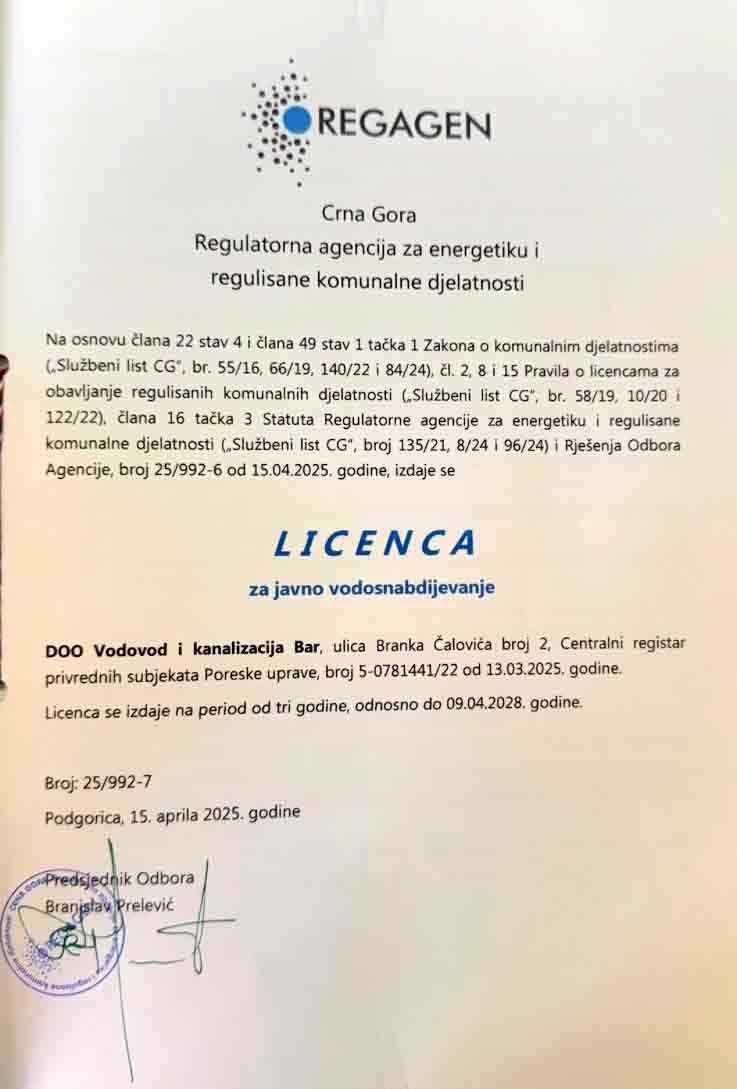 REGAGEN
Crna Gora
Regulatorna agencija za energetiku i
regulisane komunalne djelatnosti
Na osnovu člana 22 stav 4 i člana 49 stav 1 tačka 1 Zakona o komunalnim djelatnostima
(„Službeni list CG“, br. 55/16, 66/19, 140/22 i 84/24), čl. 2, 8 i 15 Pravila o licencama za
obavljanje regulisanih komunalnih djelatnosti („Službeni list CG“, br. 58/19, 10/20 i
122/22), člana 16 tačka 3 Statuta Regulatorne agencije za energetiku i regulisane
komunalne djelatnosti („Službeni list CG“, broj 135/21, 8/24 i 96/24) i Rješenja Odbora
Agencije, broj 25/992-6 od 15.04.2025. godine, izdaje se
LICENCA
za javno vodosnabdijevanje
DOO Vodovod i kanalizacija Bar, ulica Branka Čalovića broj 2, Centralni registar
privrednih subjekata Poreske uprave, broj 5-0781441/22 od 13.03.2025. godine.
Licenca se izdaje na period od tri godine, odnosno do 09.04.2028. godine.
Broj: 25/992-7
Podgorica, 15. aprila 2025. godine
Predsjednik Odbora
Branislav Prelević